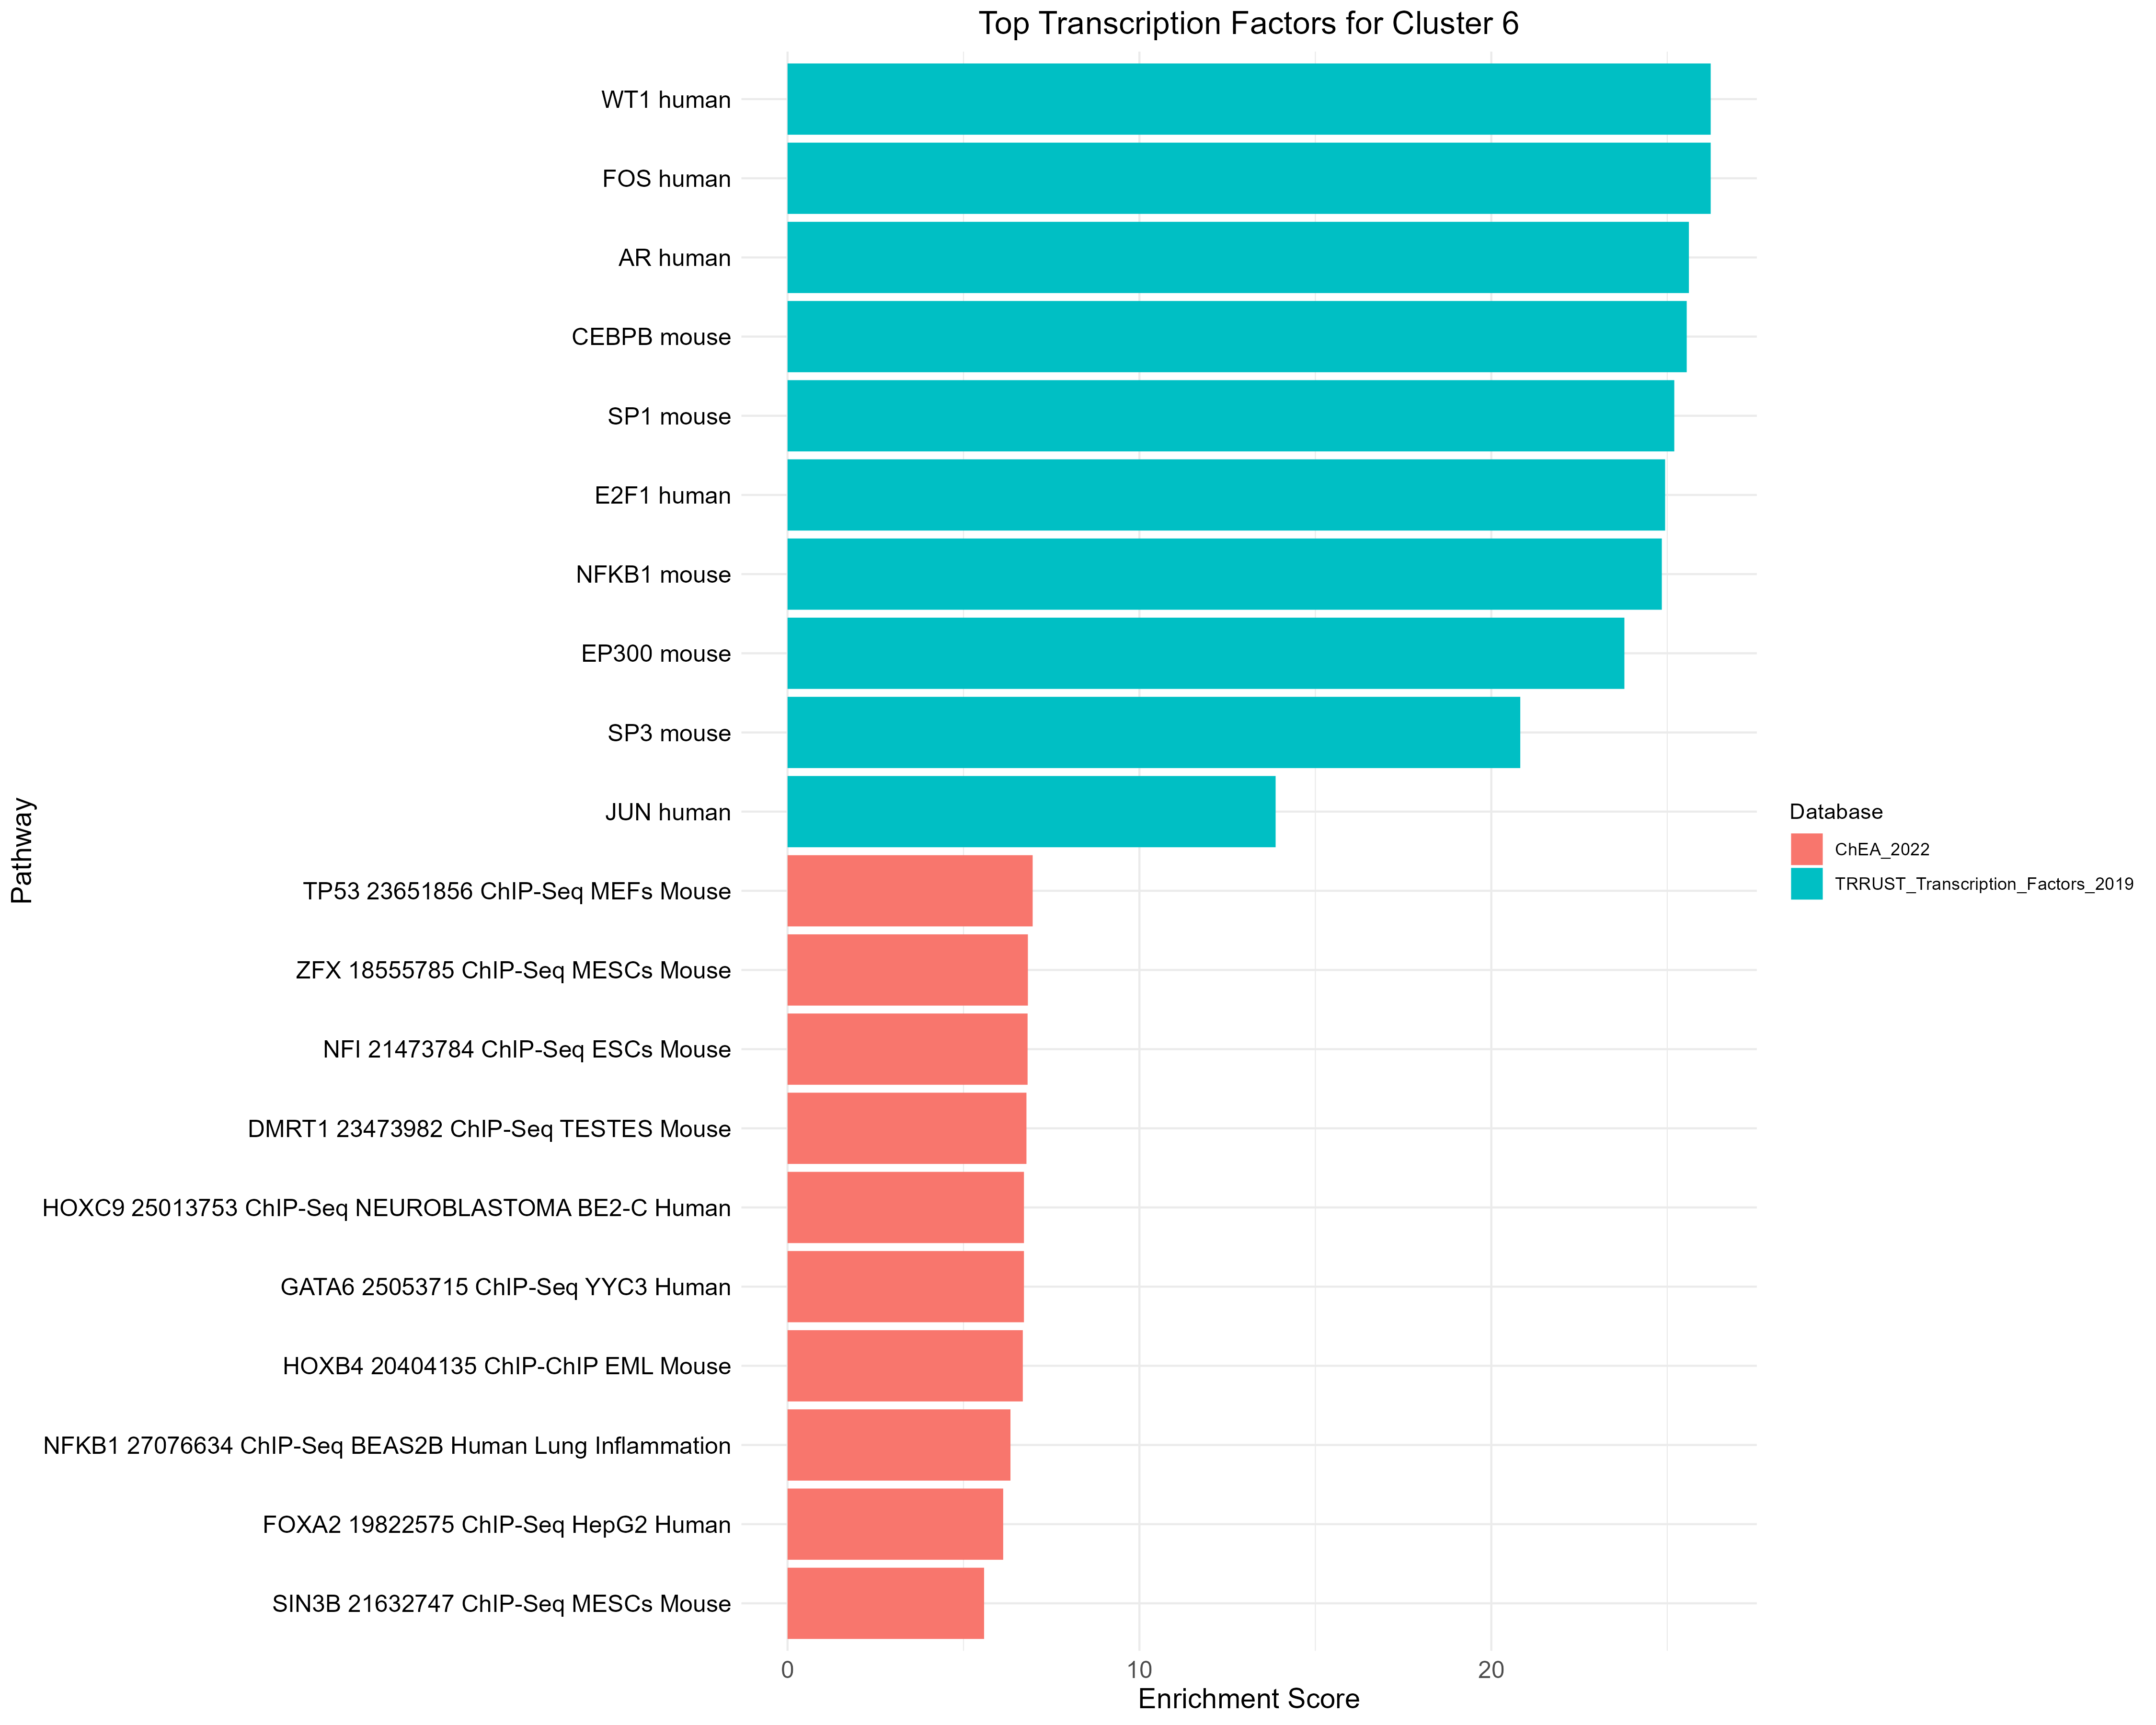 Top Transcription Factors for Cluster 6
WT1 human
FOS human
AR human
CEBPB mouse
SP1 mouse
E2F1 human
NFKB1 mouse
EP300 mouse
SP3 mouse
JUN human
TP53 23651856 ChIP-Seq MEFs Mouse
ZFX 18555785 ChIP-Seq MESCs Mouse
NFI 21473784 ChIP-Seq ESCs Mouse
DMRT1 23473982 ChIP-Seq TESTES Mouse
HOXC9 25013753 ChIP-Seq NEUROBLASTOMA BE2-C Human
GATA6 25053715 ChIP-Seq YYC3 Human
HOXB4 20404135 ChIP-ChIP EML Mouse
NFKB1 27076634 ChIP-Seq BEAS2B Human Lung Inflammation
FOXA2 19822575 ChIP-Seq HepG2 Human
SIN3B 21632747 ChIP-Seq MESCs Mouse
Pathway
0 10 20
Enrichment Score
Database
ChEA_2022
TRRUST_Transcription_Factors_2019